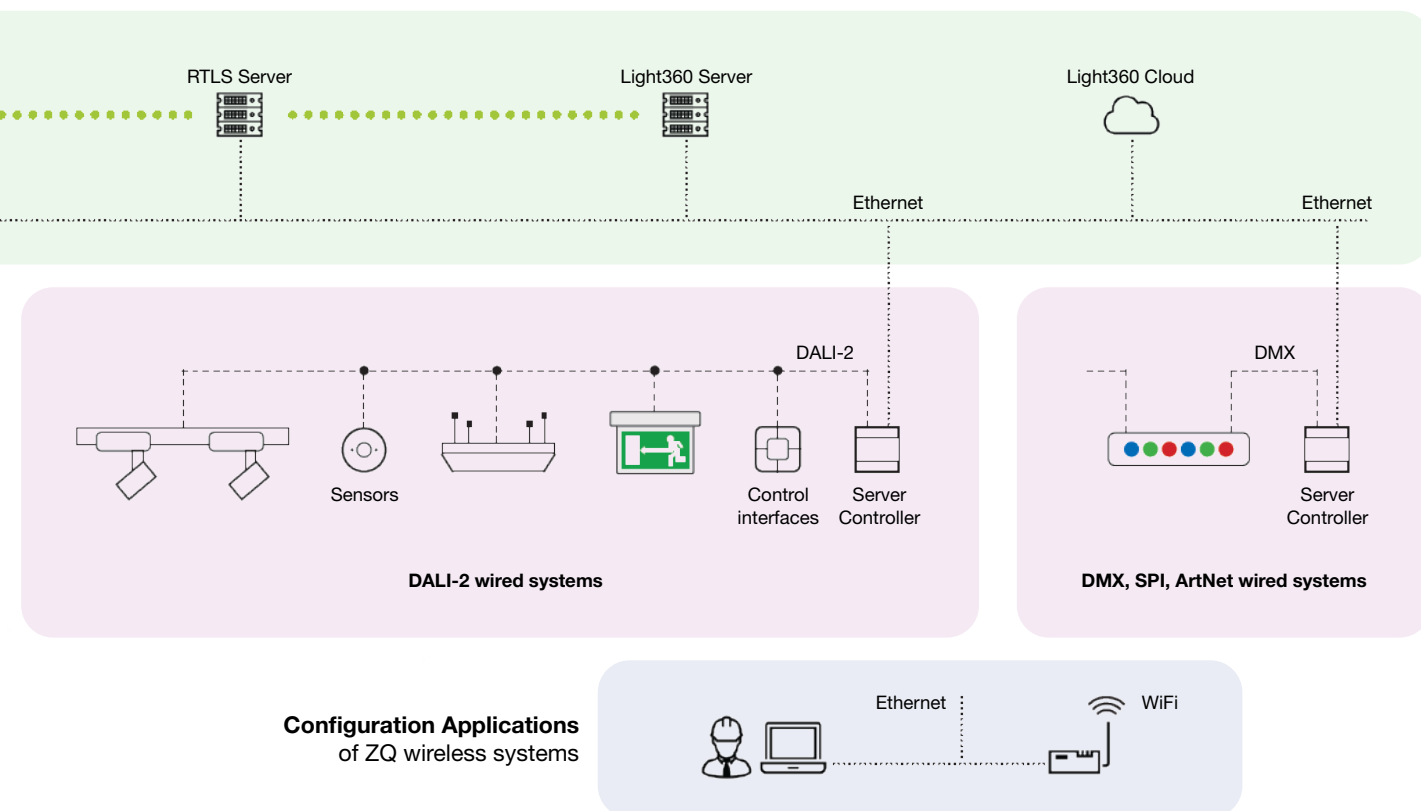 RTLS Server
Light360 Server
Light360 Cloud
Ethernet
Ethernet
DALI-2
Sensors
Control
interfaces
Server
Controller
DALI-2 wired systems
DMX
Server
Controller
DMX, SPI, ArtNet wired systems
Configuration Applications
of ZQ wireless systems
Ethernet
WiFi